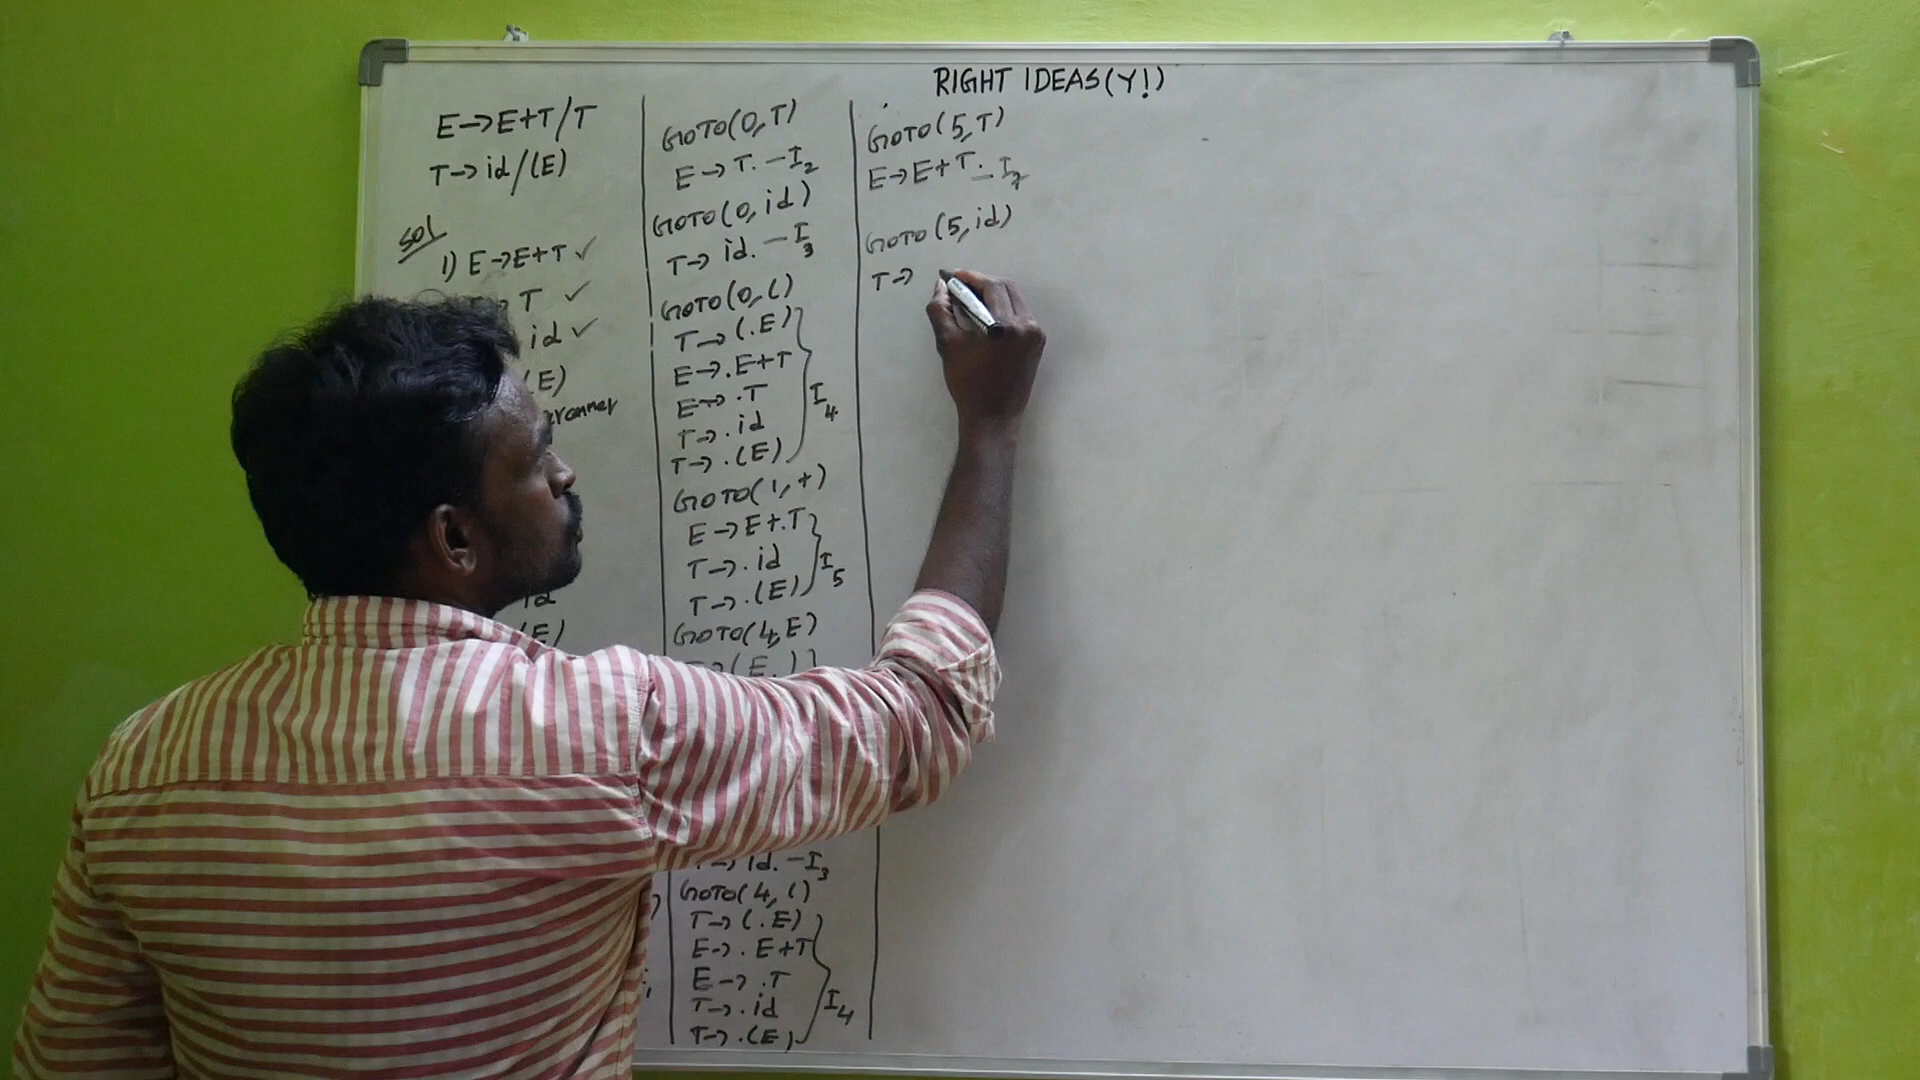 RIGHT IDEAS(Y!)
E→E+T/T
T→id/(E)
Sol
1) E→E+T ✓
T ✓
id ✓
(E)
id
(E)
GOTO(0,T)
E→T. -I2
GOTO(0,id)
T→id. -I3
GOTO(0,()
T→(.E)
E→.E+T
E→.T
T→.id
T→.(E)
I4
GOTO(1,+)
E→E+.T
T→.id
T→.(E)
I5
GOTO(4,E)
T→id. -I3
GOTO(4,()
T→(.E)
E→.E+T
E→.T
T→.id
T→.(E)
I4
GOTO(5,T)
E→E+T. -I7
GOTO(5,id)
T→